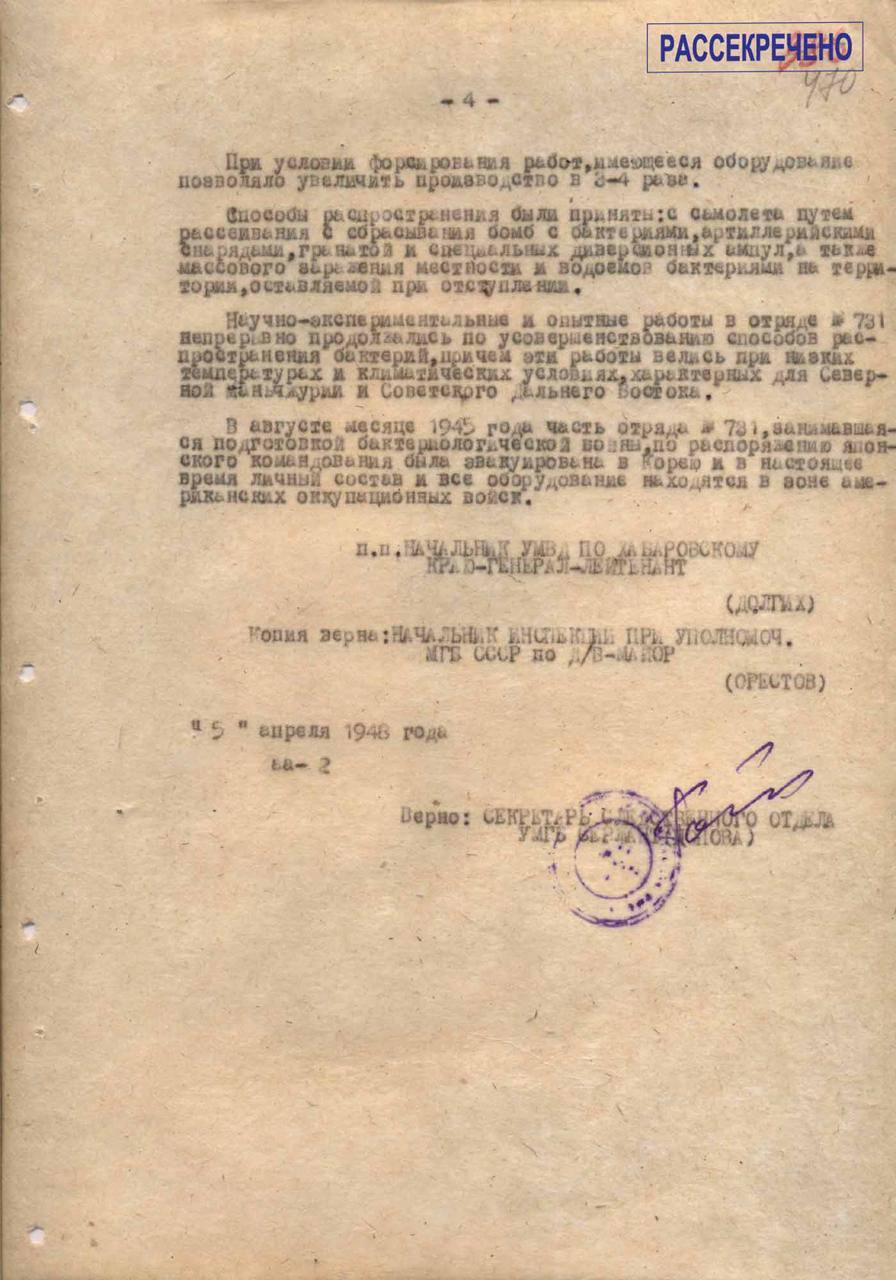 РАССЕКРЕЧЕНО
470
- 4 -
При условии форсирования работ,имеющееся оборудование
позволяло увеличить производство в 3-4 раза.
Способы распространения были приняты:с самолета путем
рассеивания с сбрасывания бомб с бактериями,артиллерийскими
снарядами,гранатой и специальных диверсионных ампул,а также
массового заражения местности и водоемов бактериями на терри-
тории,оставляемой при отступлении.
Научно-экспериментальные и опытные работы в отряде № 731
непрерывно продолжались по усовершенствованию способов рас-
пространения бактерий,причем эти работы велись при низких
температурах и климатических условиях,характерных для Север-
ной Маньчжурии и Советского Дальнего Востока.
В августе месяце 1945 года часть отряда № 731,занимавшая-
ся подготовкой бактериологической войны,по распоряжению япон-
ского командования была эвакуирована в Корею и в настоящее
время личный состав и все оборудование находятся в зоне аме-
риканских оккупационных войск.
п.п.НАЧАЛЬНИК УМВД ПО ХАБАРОВСКОМУ
КРАЮ-ГЕНЕРАЛ-ЛЕЙТЕНАНТ
(ДОЛГИХ)
Копия верна:НАЧАЛЬНИК ИНСПЕКЦИИ ПРИ УПОЛНОМОЧ.
МГБ СССР по Д/В-МАЙОР
(ОРЕСТОВ)
"5" апреля 1948 года
Верно: СЕКРЕТАРЬ СЛЕДСТВЕННОГО ОТДЕЛА
УМГБ